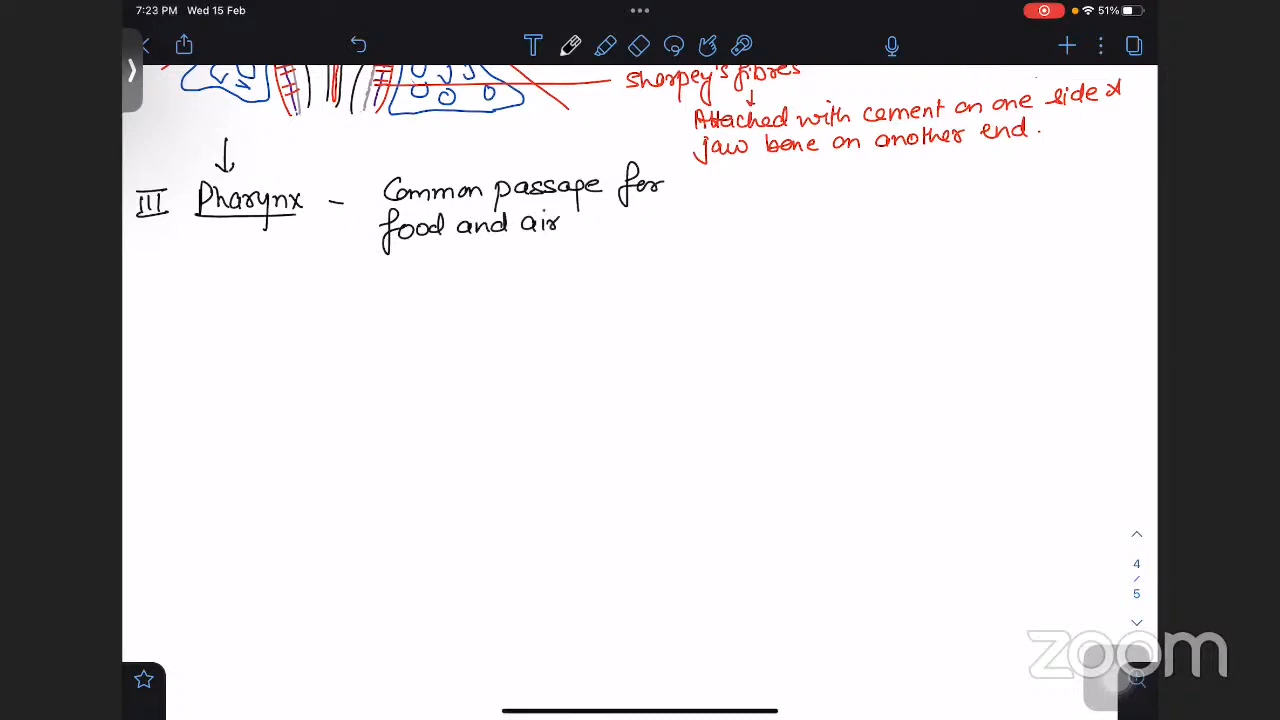 7:23 PM Wed 15 Feb
51%
Sharpey's fibres
Attached with cement on one side &
jaw bone on another end.
III Pharynx - Common passage for
food and air
4
/
5
zoom